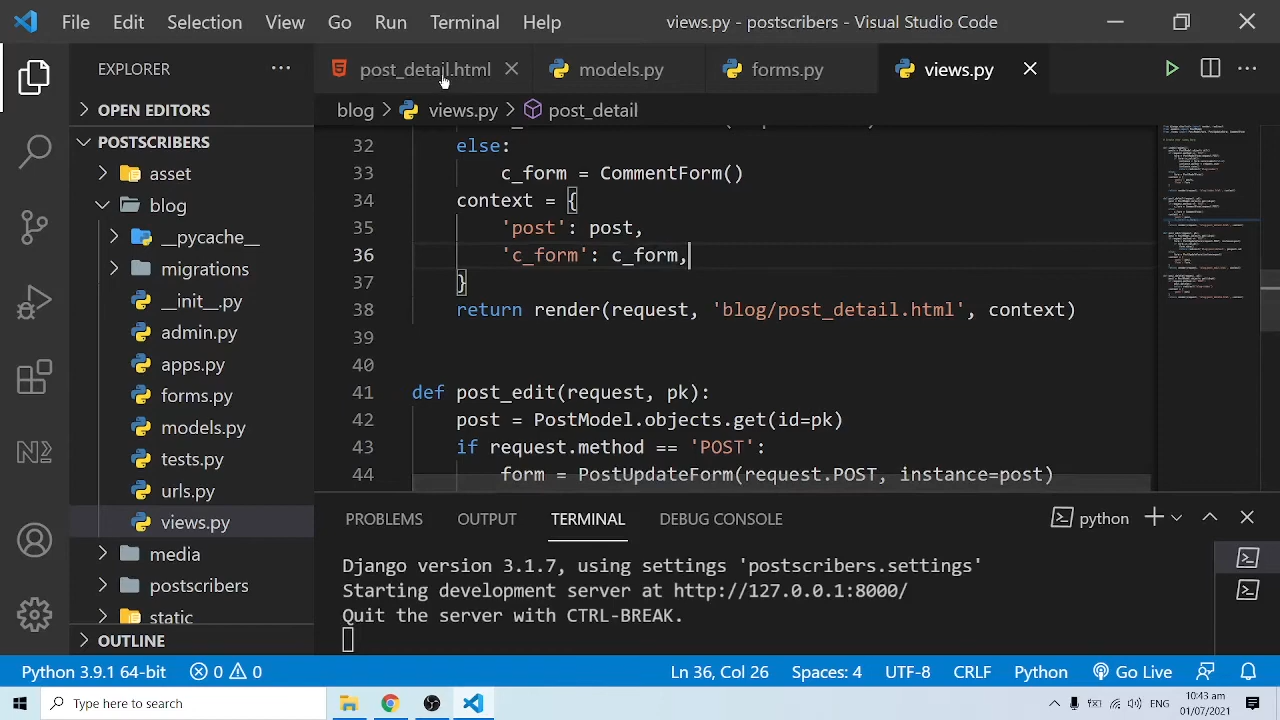 File Edit Selection View Go Run Terminal Help views.py - postscribers - Visual Studio Code
EXPLORER
post_detail.html models.py forms.py views.py
OPEN EDITORS
blog > views.py > post_detail
POSTSCRIBERS
asset
blog
__pycache__
migrations
__init__.py
admin.py
apps.py
forms.py
models.py
tests.py
urls.py
views.py
media
postscribers
static
OUTLINE
32 else:
33 c_form = CommentForm()
34 context = {
35 'post': post,
36 'c_form': c_form,
37 }
38 return render(request, 'blog/post_detail.html', context)
39
40
41 def post_edit(request, pk):
42 post = PostModel.objects.get(id=pk)
43 if request.method == 'POST':
44 form = PostUpdateForm(request.POST, instance=post)
PROBLEMS OUTPUT TERMINAL DEBUG CONSOLE python
Django version 3.1.7, using settings 'postscribers.settings'
Starting development server at http://127.0.0.1:8000/
Quit the server with CTRL-BREAK.
Python 3.9.1 64-bit 0 0 Ln 36, Col 26 Spaces: 4 UTF-8 CRLF Python Go Live
Type here to search
ENG
10:43 am
01/07/2021